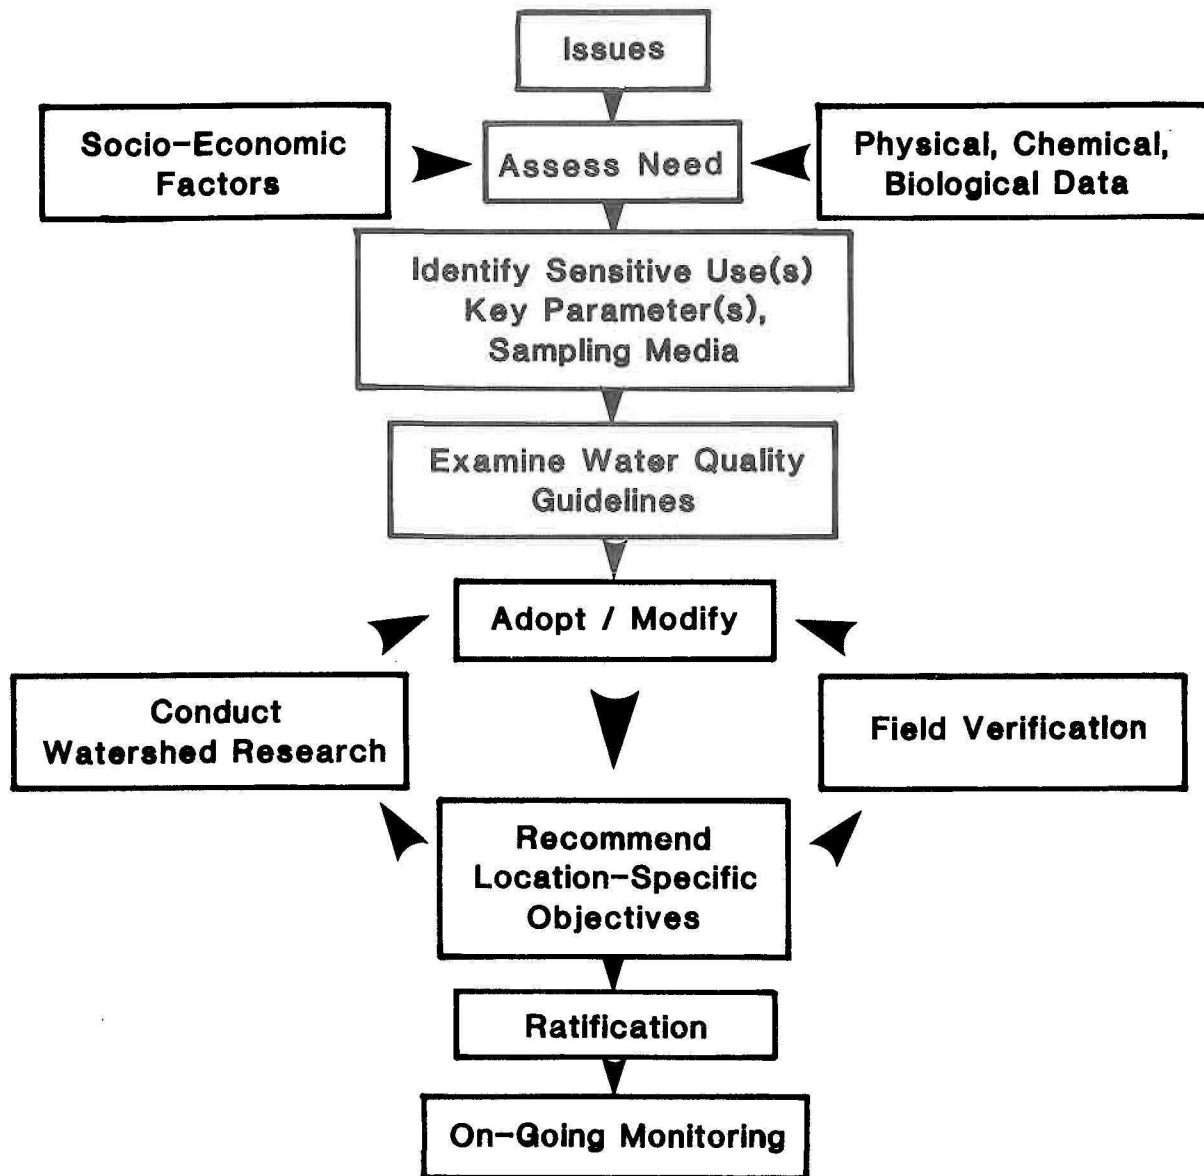 Issues
Socio-Economic
Factors
Assess Need
Physical, Chemical,
Biological Data
Identify Sensitive Use(s)
Key Parameter(s),
Sampling Media
Examine Water Quality
Guidelines
Adopt / Modify
Conduct
Watershed Research
Field Verification
Recommend
Location-Specific
Objectives
Ratification
On-Going Monitoring